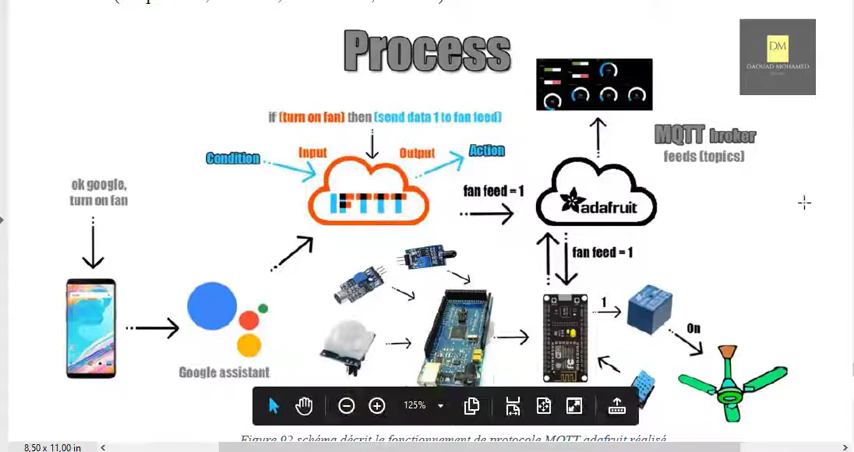 Process
DM
DAOUAD MOHAMED
if (turn on fan) then (send data 1 to fan feed)
MQTT broker
feeds (topics)
Condition
Input
Output
Action
ok google,
turn on fan
IFTTT
fan feed = 1
adafruit
fan feed = 1
1
On
Google assistant
125%
Figure 92 schéma décrit le fonctionnement de protocole MQTT adafruit réalisé
8,50 x 11,00 in